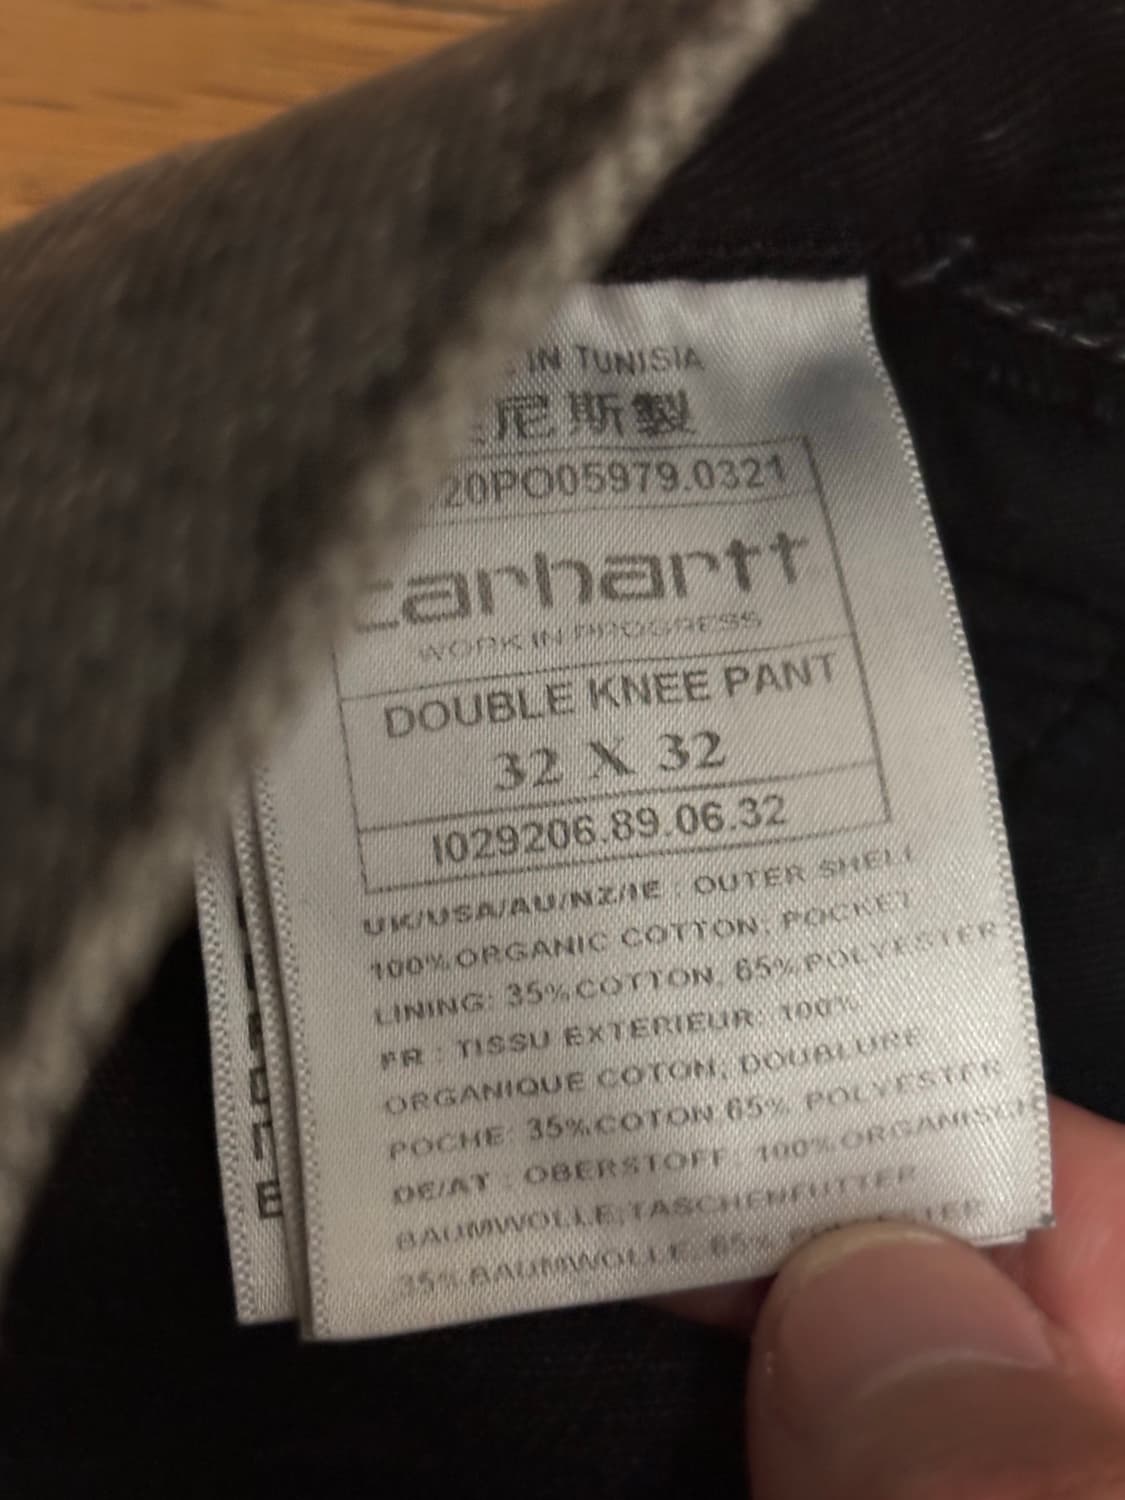 IN TUNISIA
尼斯製
20PO05979.0321
carhartt
WORK IN PROGRESS
DOUBLE KNEE PANT
32 X 32
I029206.89.06.32
UK/USA/AU/NZ/IE : OUTER SHELL
100% ORGANIC COTTON; POCKET
LINING: 35% COTTON, 65% POLYESTER
FR : TISSU EXTERIEUR: 100%
ORGANIQUE COTON; DOUBLURE
POCHE: 35% COTON, 65% POLYESTER
DE/AT : OBERSTOFF: 100% ORGANISCH
BAUMWOLLE; TASCHENFUTTER
35% BAUMWOLLE, 65%